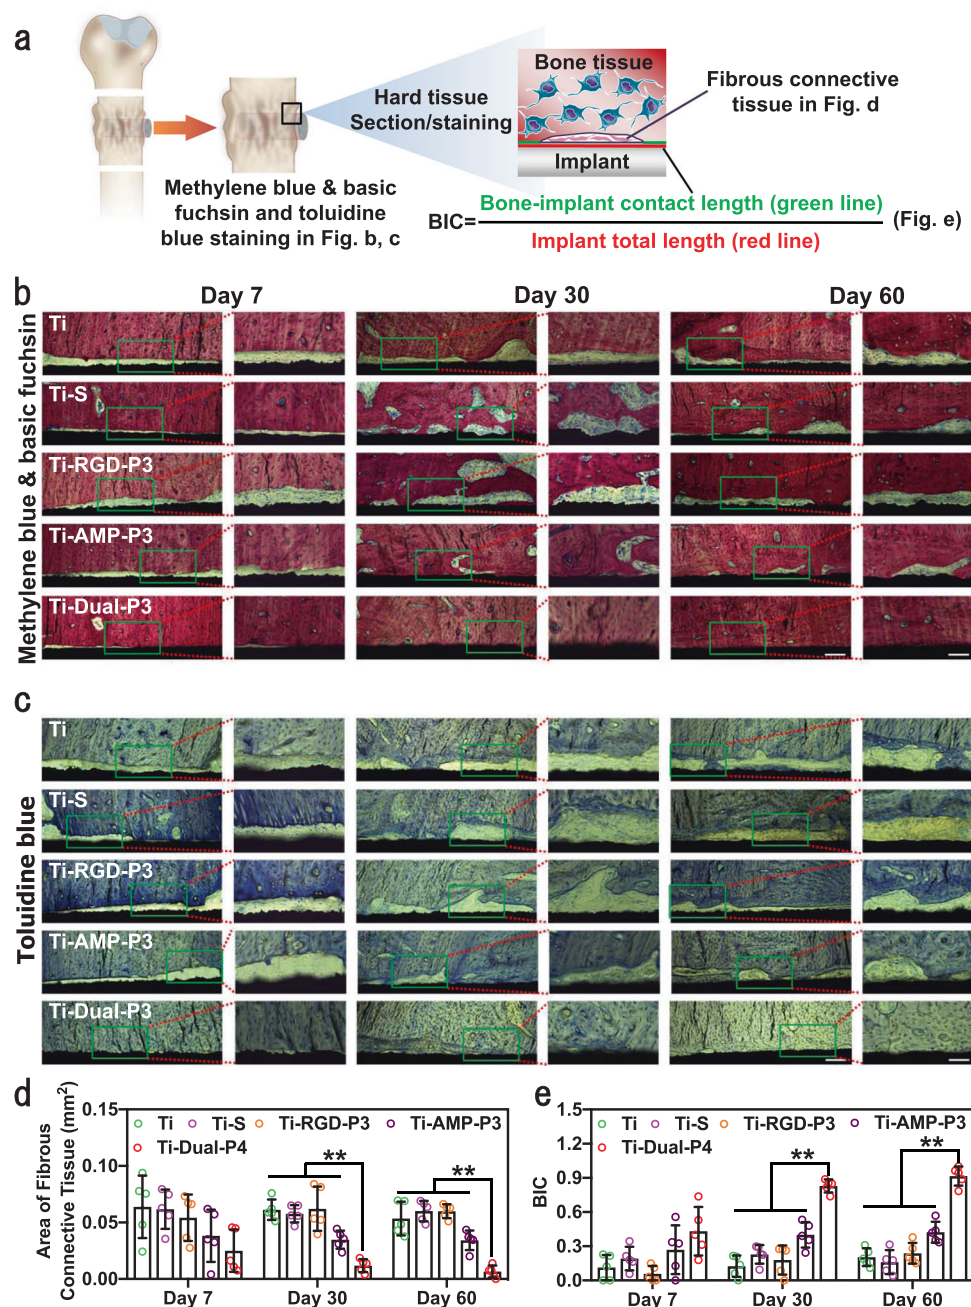 a
Bone tissue
Hard tissue
Section/staining
Fibrous connective
tissue in Fig. d
Implant
Methylene blue & basic
fuchsin and toluidine
blue staining in Fig. b, c
BIC=
Bone-implant contact length (green line)
Implant total length (red line)
(Fig. e)
b
Day 7
Day 30
Day 60
Methylene blue & basic fuchsin
Ti
Ti-S
Ti-RGD-P3
Ti-AMP-P3
Ti-Dual-P3
c
Toluidine blue
Ti
Ti-S
Ti-RGD-P3
Ti-AMP-P3
Ti-Dual-P3
d
Area of Fibrous
Connective Tissue (mm²)
0.15
0.10
0.05
0.00
Ti
Ti-S
Ti-RGD-P3
Ti-AMP-P3
Ti-Dual-P4
**
**
Day 7
Day 30
Day 60
e
BIC
1.5
1.2
0.9
0.6
0.3
0.0
Ti
Ti-S
Ti-RGD-P3
Ti-AMP-P3
Ti-Dual-P4
**
**
Day 7
Day 30
Day 60